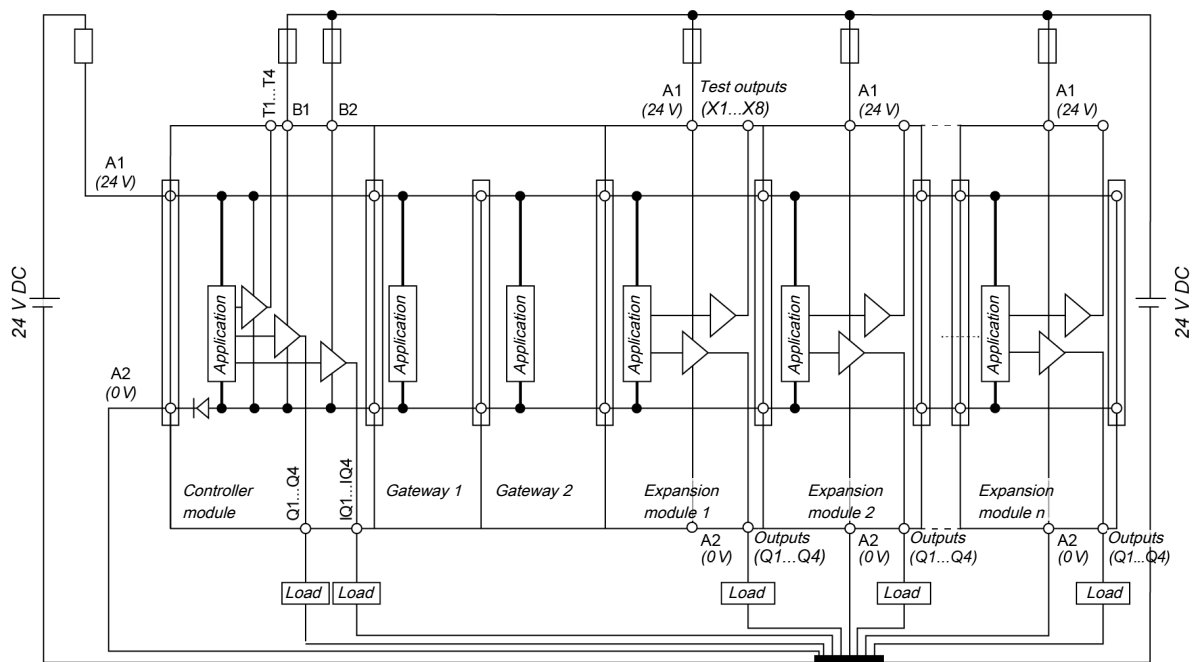 T1...T4
B1
B2
A1
(24 V)
Test outputs
(X1...X8)
A1
(24 V)
A1
(24 V)
A1
(24 V)
24 V DC
Application
Application
Application
Application
Application
Application
24 V DC
A2
(0 V)
Controller
module
Q1...Q4
IQ1...IQ4
Gateway 1
Gateway 2
Expansion
module 1
Expansion
module 2
Expansion
module n
A2
(0 V)
Outputs
(Q1...Q4)
A2
(0 V)
Outputs
(Q1...Q4)
A2
(0 V)
Outputs
(Q1...Q4)
Load
Load
Load
Load
Load